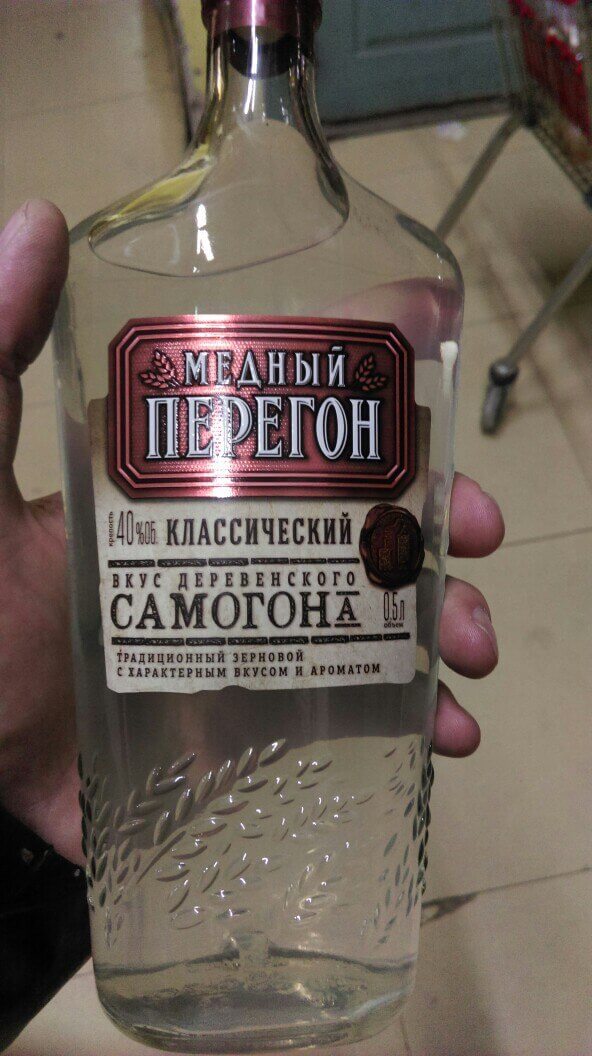 МЕДНЫЙ
ПЕРЕГОН
крепость 40%об. КЛАССИЧЕСКИЙ
ВКУС ДЕРЕВЕНСКОГО
САМОГОНА
0,5л
объем
ТРАДИЦИОННЫЙ ЗЕРНОВОЙ
С ХАРАКТЕРНЫМ ВКУСОМ И АРОМАТОМ